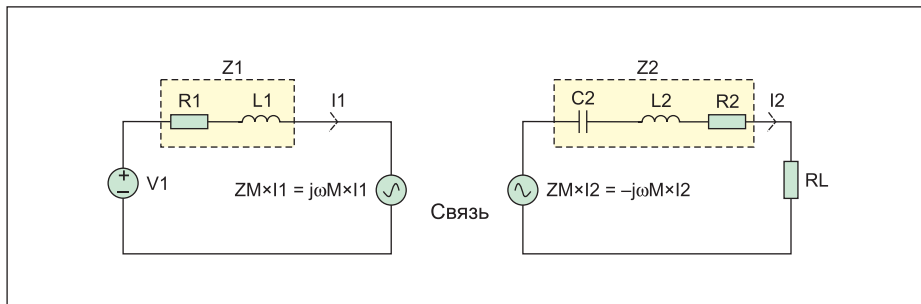 Z1
R1
L1
I1
V1
ZM×I1 = jωM×I1
Связь
Z2
C2
L2
R2
I2
ZM×I2 = –jωM×I2
RL